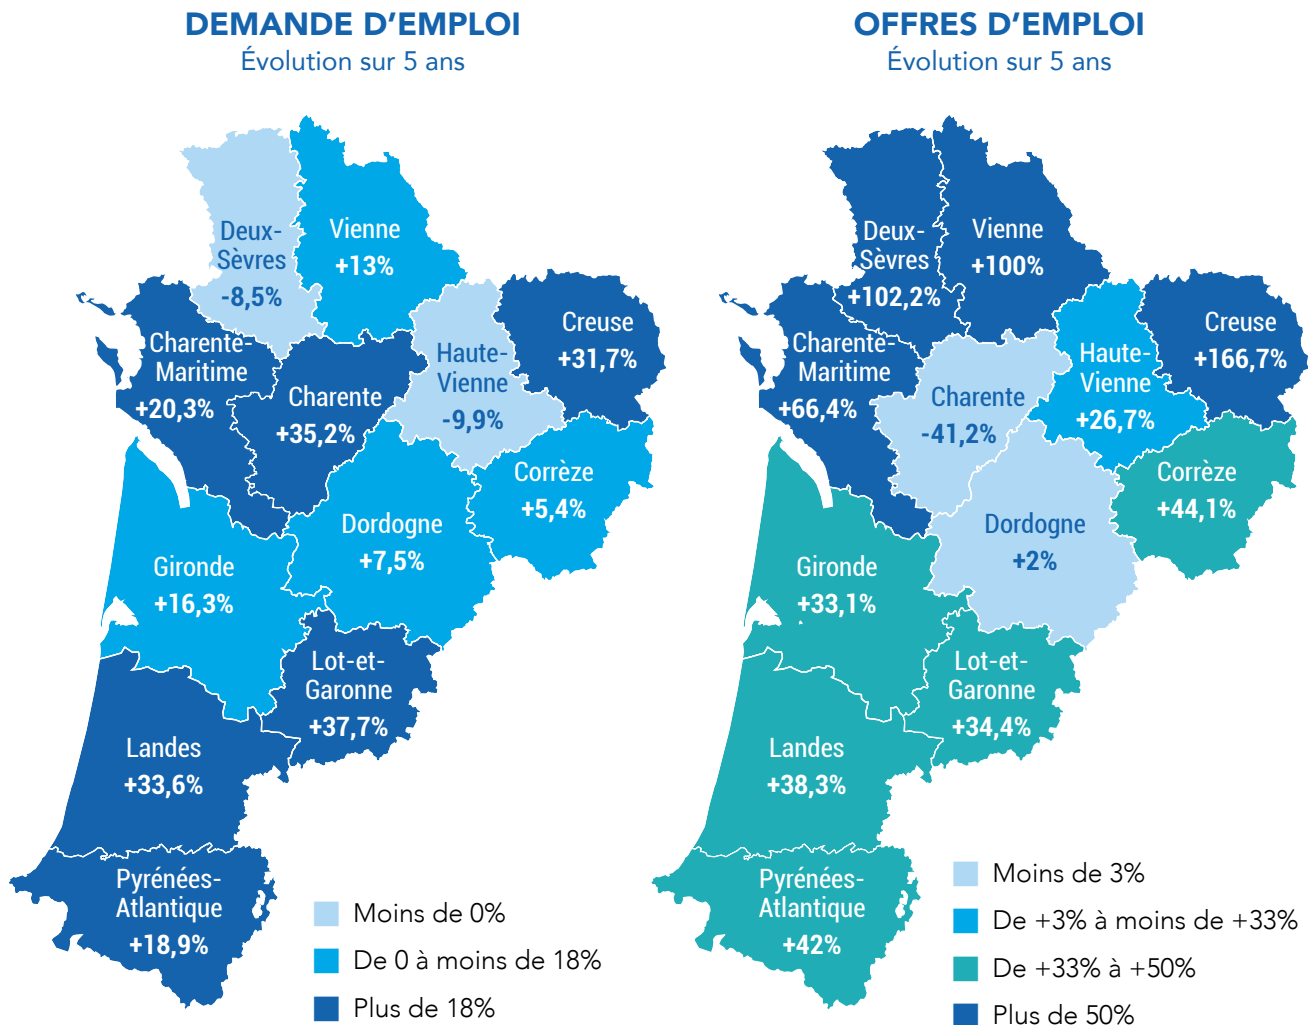 DEMANDE D'EMPLOI
Évolution sur 5 ans
Deux-
Sèvres
-8,5%
Vienne
+13%
Charente-
Maritime
+20,3%
Charente
+35,2%
Haute-
Vienne
-9,9%
Creuse
+31,7%
Corrèze
+5,4%
Dordogne
+7,5%
Gironde
+16,3%
Lot-et-
Garonne
+37,7%
Landes
+33,6%
Pyrénées-
Atlantique
+18,9%
Moins de 0%
De 0 à moins de 18%
Plus de 18%
OFFRES D'EMPLOI
Évolution sur 5 ans
Deux-
Sèvres
+102,2%
Vienne
+100%
Charente-
Maritime
+66,4%
Charente
-41,2%
Haute-
Vienne
+26,7%
Creuse
+166,7%
Corrèze
+44,1%
Dordogne
+2%
Gironde
+33,1%
Lot-et-
Garonne
+34,4%
Landes
+38,3%
Pyrénées-
Atlantique
+42%
Moins de 3%
De +3% à moins de +33%
De +33% à +50%
Plus de 50%